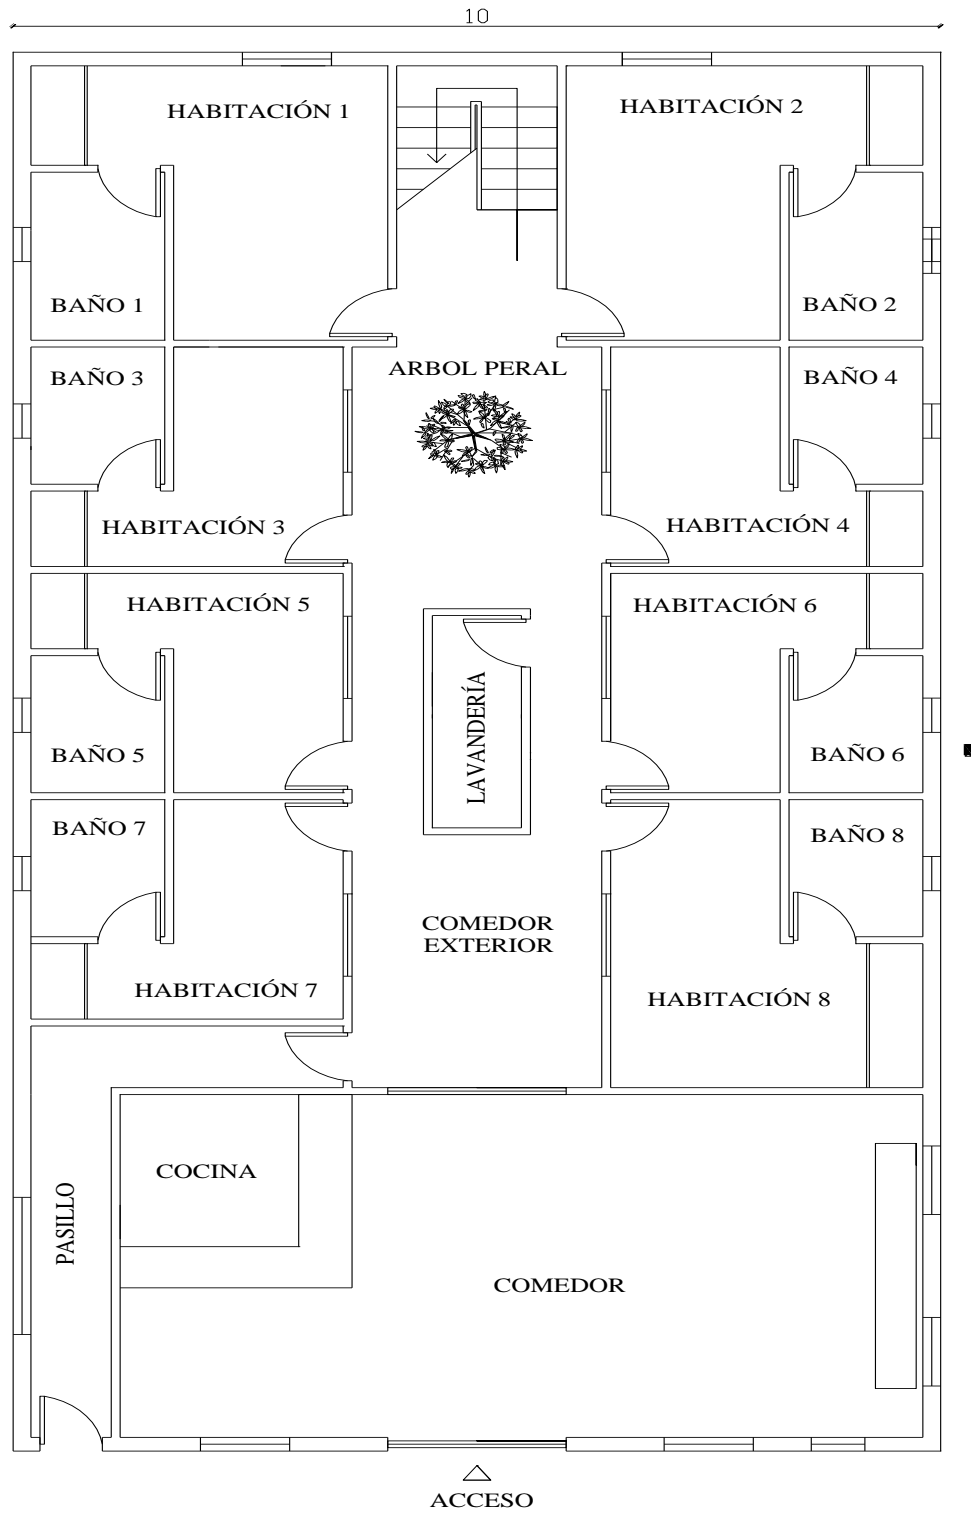 10
HABITACIÓN 1
HABITACIÓN 2
BAÑO 1
BAÑO 2
ARBOL PERAL
BAÑO 3
BAÑO 4
HABITACIÓN 3
HABITACIÓN 4
HABITACIÓN 5
HABITACIÓN 6
LAVANDERÍA
BAÑO 5
BAÑO 6
BAÑO 7
BAÑO 8
COMEDOR
EXTERIOR
HABITACIÓN 7
HABITACIÓN 8
COCINA
PASILLO
COMEDOR
ACCESO